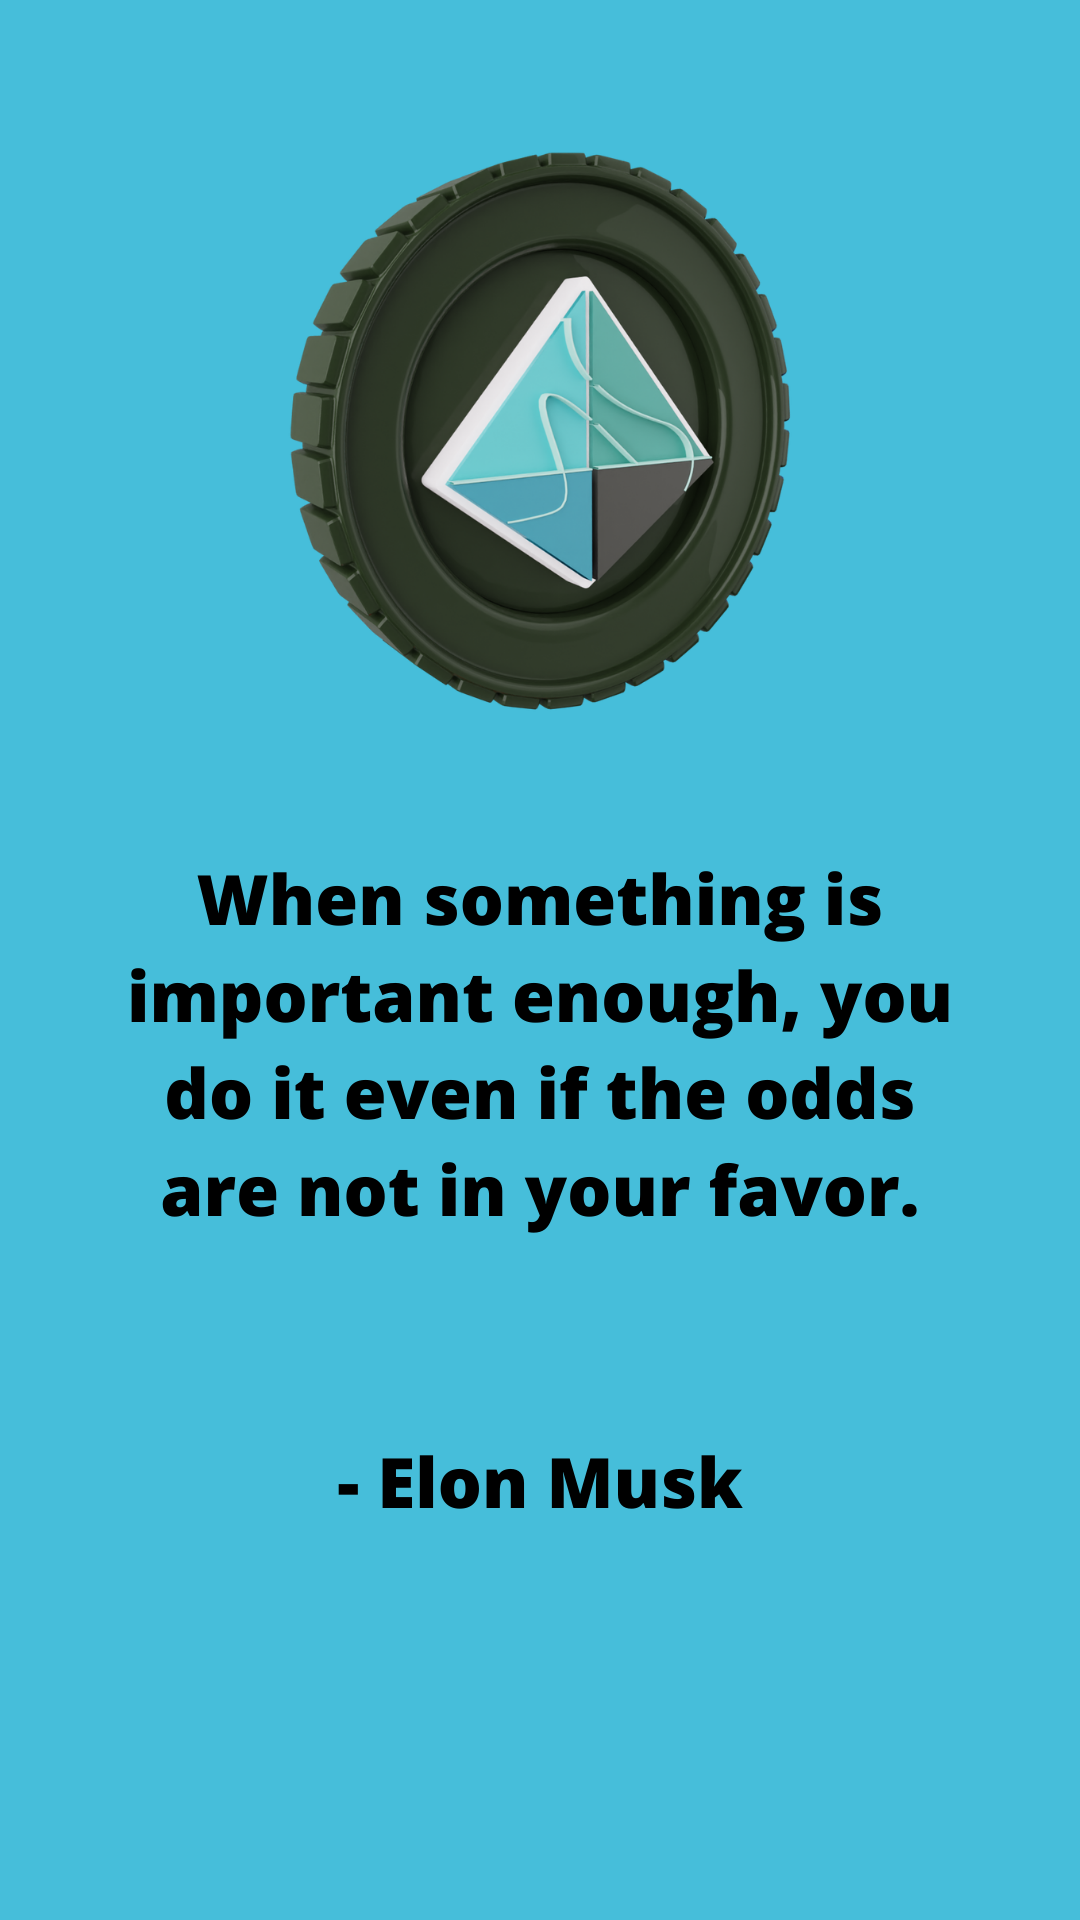 When something is
important enough, you
do it even if the odds
are not in your favor.
- Elon Musk